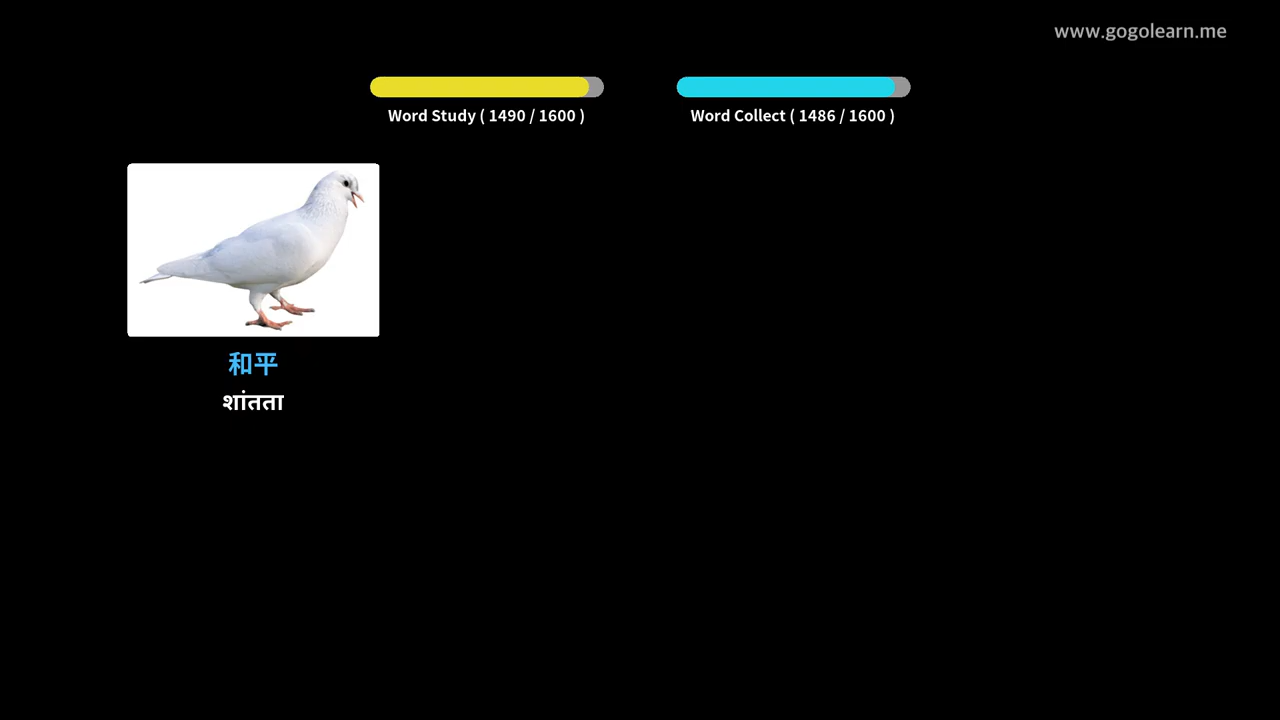 www.gogolearn.me
Word Study ( 1490 / 1600 )
Word Collect ( 1486 / 1600 )
和平
शांतता